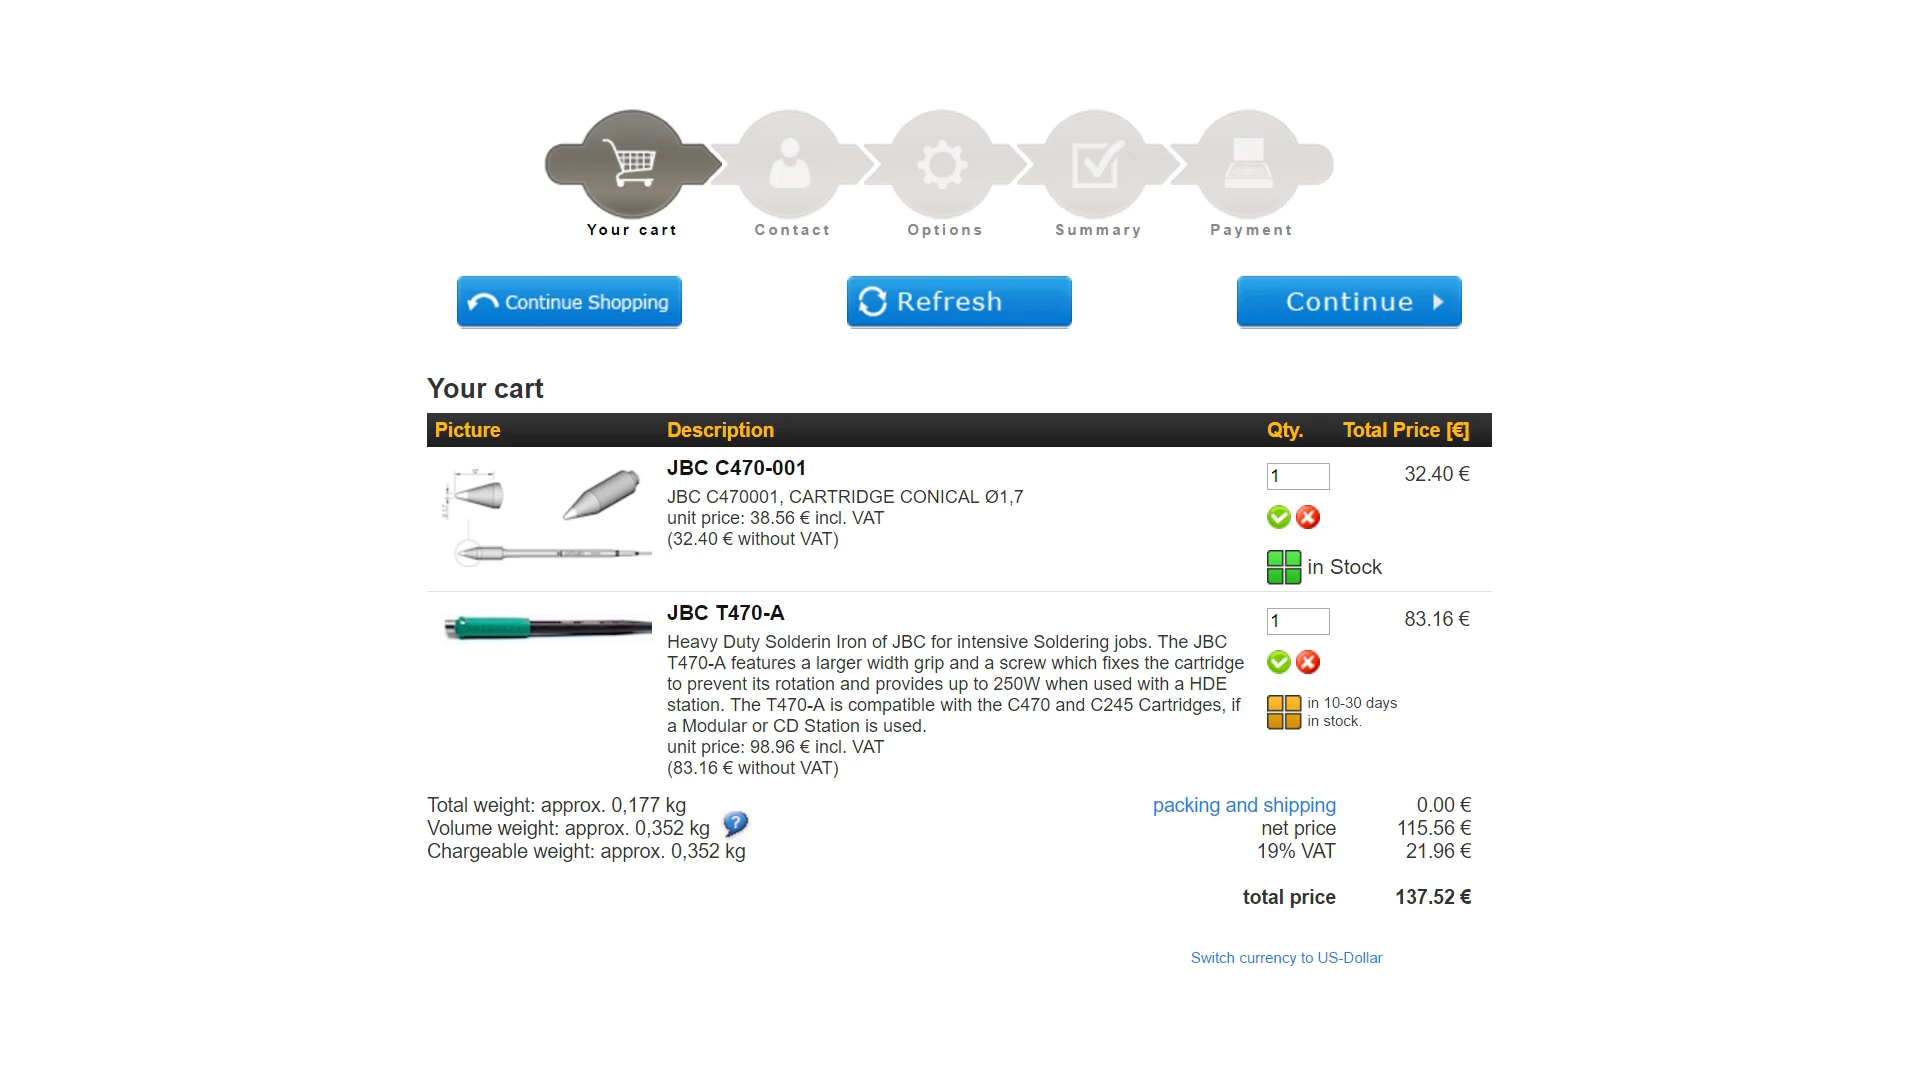 Your cart
Contact
Options
Summary
Payment
Continue Shopping
Refresh
Continue
Your cart
Picture Description Qty. Total Price [€]
JBC C470-001
JBC C470001, CARTRIDGE CONICAL Ø1,7
unit price: 38.56 € incl. VAT
(32.40 € without VAT)
1
32.40 €
in Stock
JBC T470-A
Heavy Duty Solderin Iron of JBC for intensive Soldering jobs. The JBC
T470-A features a larger width grip and a screw which fixes the cartridge
to prevent its rotation and provides up to 250W when used with a HDE
station. The T470-A is compatible with the C470 and C245 Cartridges, if
a Modular or CD Station is used.
unit price: 98.96 € incl. VAT
(83.16 € without VAT)
1
83.16 €
in 10-30 days
in stock.
Total weight: approx. 0,177 kg
Volume weight: approx. 0,352 kg
Chargeable weight: approx. 0,352 kg
packing and shipping 0.00 €
net price 115.56 €
19% VAT 21.96 €
total price 137.52 €
Switch currency to US-Dollar